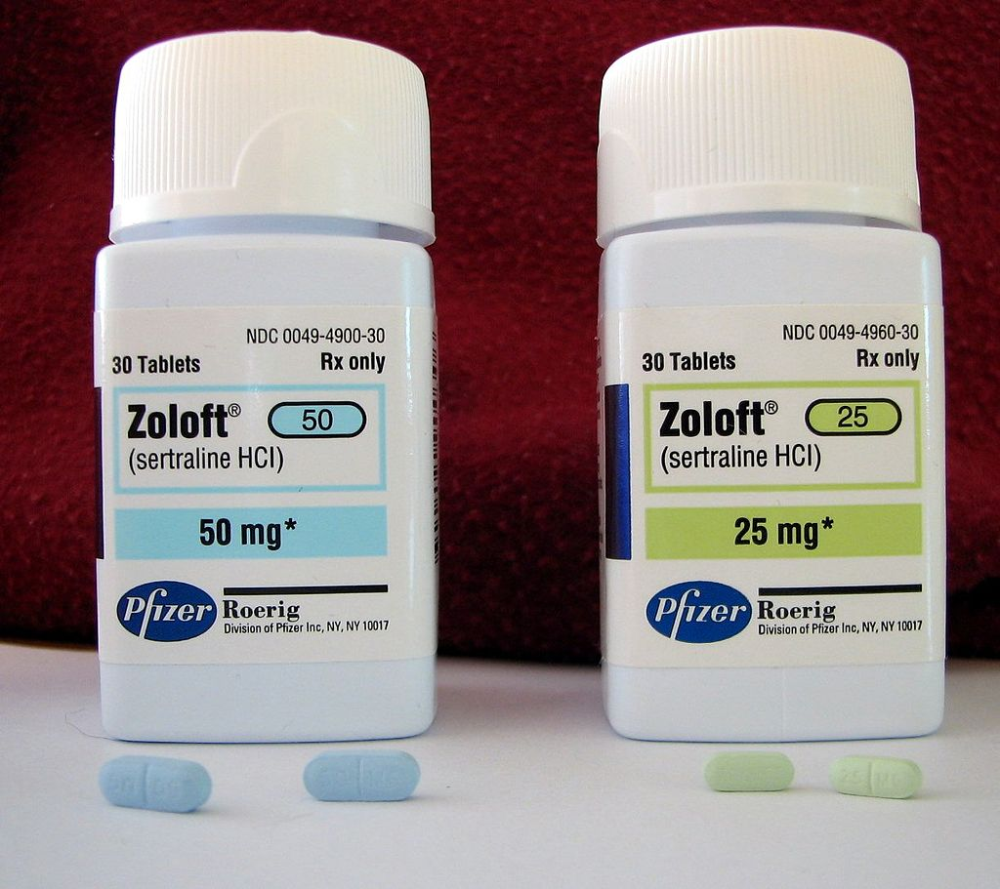 NDC 0049-4900-30
30 Tablets Rx only
Zoloft® 50
(sertraline HCl)
50 mg*
Pfizer Roerig
Division of Pfizer Inc, NY, NY 10017
NDC 0049-4960-30
30 Tablets Rx only
Zoloft® 25
(sertraline HCl)
25 mg*
Pfizer Roerig
Division of Pfizer Inc, NY, NY 10017
25 MG